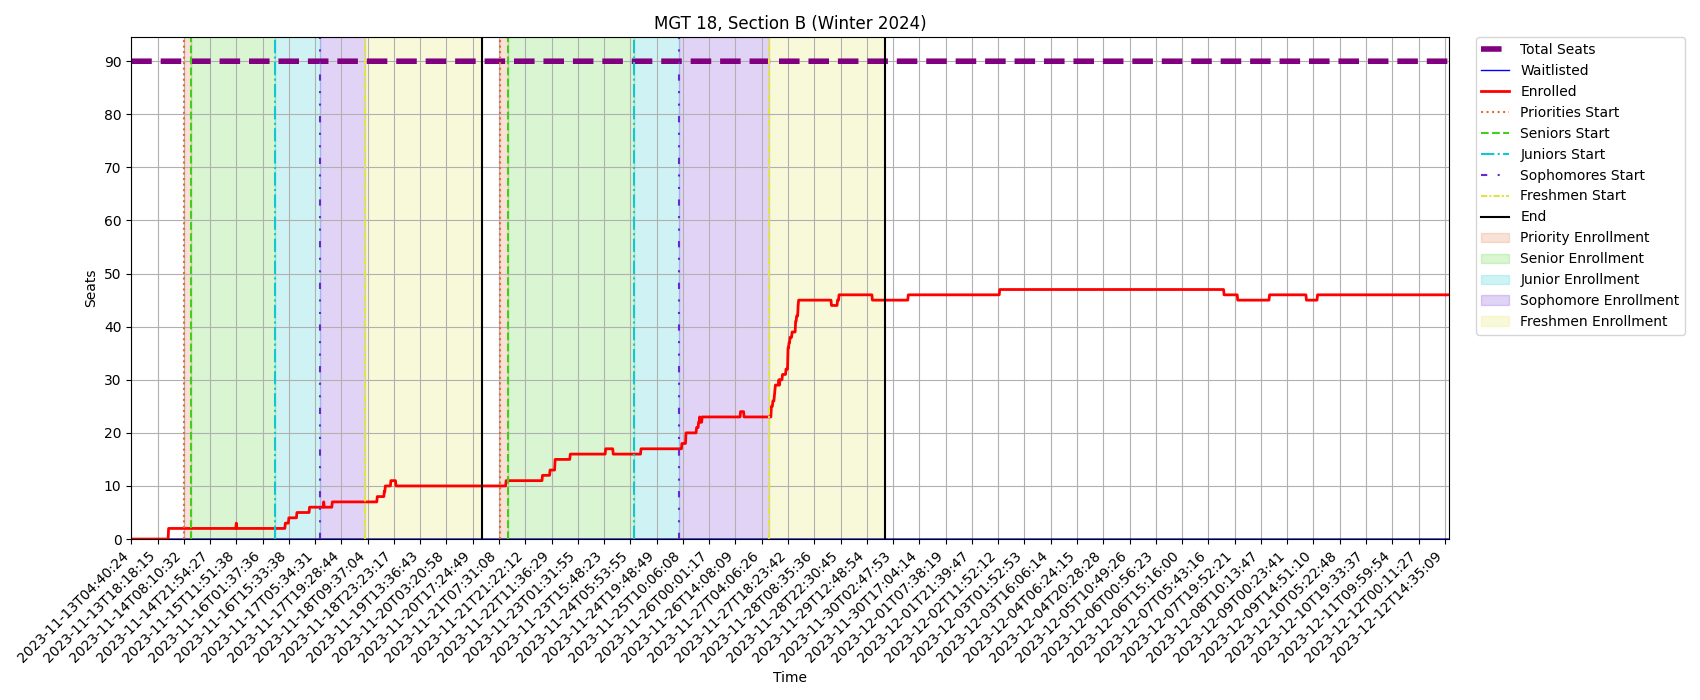 MGT 18, Section B (Winter 2024)
Seats
90
80
70
60
50
40
30
20
10
0
2023-11-13T04:40:24
2023-11-13T18:18:15
2023-11-14T08:10:32
2023-11-14T21:54:27
2023-11-15T11:51:38
2023-11-16T01:37:36
2023-11-16T15:33:38
2023-11-17T05:34:31
2023-11-17T19:28:44
2023-11-18T09:37:04
2023-11-18T23:23:17
2023-11-19T13:36:43
2023-11-20T03:20:58
2023-11-20T17:24:49
2023-11-21T07:31:08
2023-11-21T21:22:12
2023-11-22T11:36:29
2023-11-23T01:31:55
2023-11-23T15:48:23
2023-11-24T05:53:55
2023-11-24T19:48:49
2023-11-25T10:06:08
2023-11-26T00:01:17
2023-11-26T14:08:09
2023-11-27T04:06:26
2023-11-27T18:23:42
2023-11-28T08:35:36
2023-11-28T22:30:45
2023-11-29T12:48:54
2023-11-30T02:47:53
2023-11-30T17:04:14
2023-12-01T07:38:19
2023-12-01T21:39:47
2023-12-02T11:52:12
2023-12-03T01:52:53
2023-12-03T16:06:14
2023-12-04T06:24:15
2023-12-04T20:28:28
2023-12-05T10:49:26
2023-12-06T00:56:23
2023-12-06T15:16:00
2023-12-07T05:43:16
2023-12-07T19:52:21
2023-12-08T10:13:47
2023-12-09T00:23:41
2023-12-09T14:51:10
2023-12-10T05:22:48
2023-12-10T19:33:37
2023-12-11T09:59:54
2023-12-12T00:11:27
2023-12-12T14:35:09
Time
Total Seats
Waitlisted
Enrolled
Priorities Start
Seniors Start
Juniors Start
Sophomores Start
Freshmen Start
End
Priority Enrollment
Senior Enrollment
Junior Enrollment
Sophomore Enrollment
Freshmen Enrollment